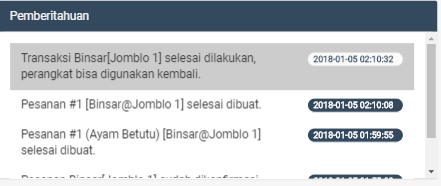 Pemberitahuan
Transaksi Binsar[Jomblo 1] selesai dilakukan, 2018-01-05 02:10:32
perangkat bisa digunakan kembali.
Pesanan #1 [Binsar@Jomblo 1] selesai dibuat. 2018-01-05 02:10:08
Pesanan #1 (Ayam Betutu) [Binsar@Jomblo 1] 2018-01-05 01:59:55
selesai dibuat.
Pesanan Binsar[Jomblo 1] sudah dikonfirmasi